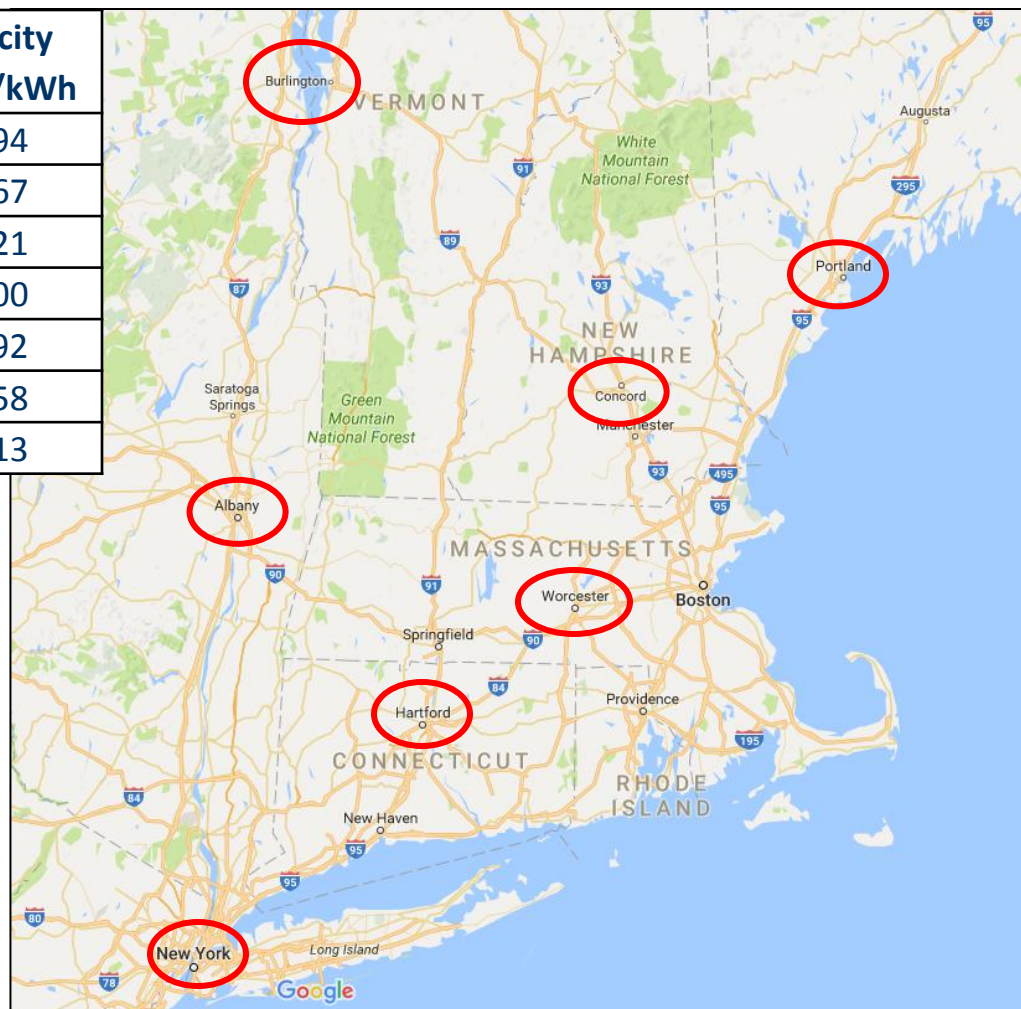 city
/kWh
94
67
21
00
92
58
13
95
Burlington
VERMONT
Augusta
White
Mountain
National Forest
91
295
89
Portland
87
93
95
NEW
HAMPSHIRE
Saratoga
Springs
Green
Mountain
National Forest
Concord
Manchester
93
495
95
Albany
MASSACHUSETTS
90
91
Worcester
Boston
Springfield
90
84
Hartford
Providence
CONNECTICUT
195
RHODE
ISLAND
84
New Haven
95
95
80
New York
Long Island
78
Google